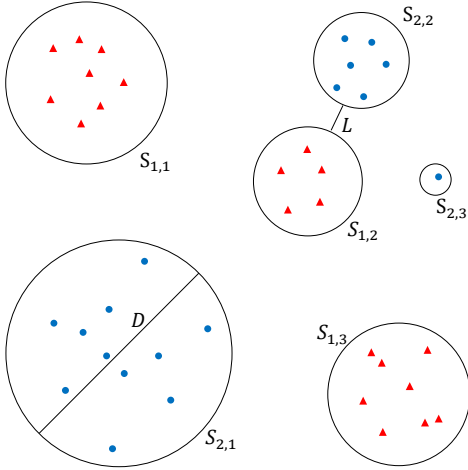 S₂,₂
L
S₁,₁
S₂,₃
S₁,₂
D
S₁,₃
S₂,₁